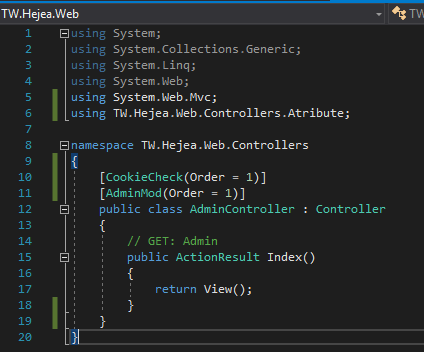 TW.Hejea.Web
TW
1 using System;
2 using System.Collections.Generic;
3 using System.Linq;
4 using System.Web;
5 using System.Web.Mvc;
6 using TW.Hejea.Web.Controllers.Atribute;
7
8 namespace TW.Hejea.Web.Controllers
9 {
10 [CookieCheck(Order = 1)]
11 [AdminMod(Order = 1)]
12 public class AdminController : Controller
13 {
14 // GET: Admin
15 public ActionResult Index()
16 {
17 return View();
18 }
19 }
20 }